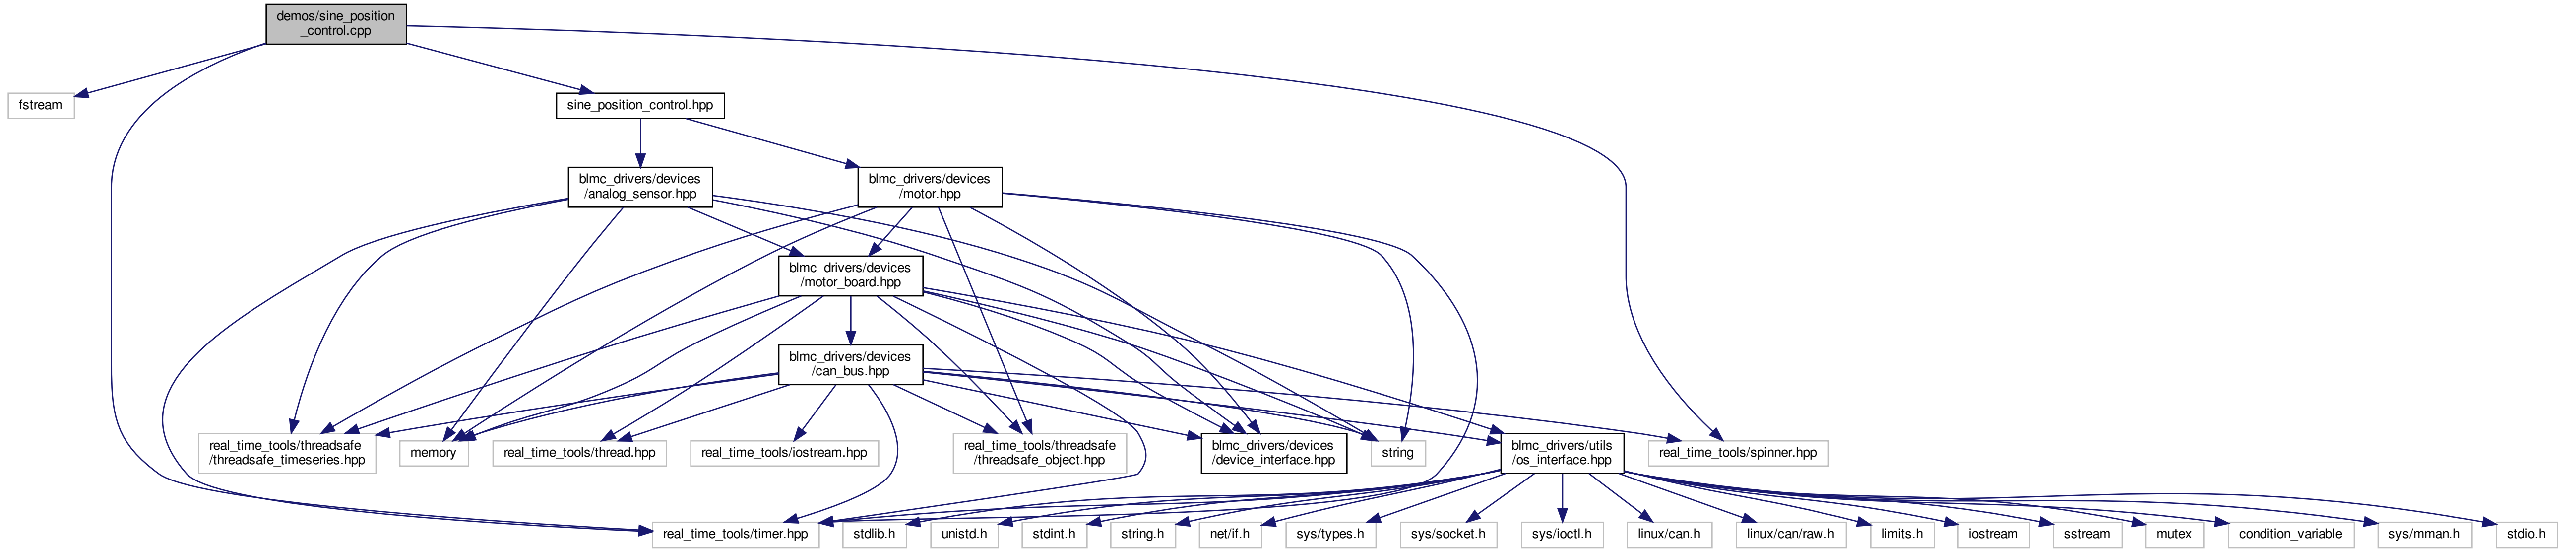 demos/sine_position
_control.cpp
fstream
sine_position_control.hpp
blmc_drivers/devices
/analog_sensor.hpp
blmc_drivers/devices
/motor.hpp
blmc_drivers/devices
/motor_board.hpp
blmc_drivers/devices
/can_bus.hpp
real_time_tools/threadsafe
/threadsafe_timeseries.hpp
memory
real_time_tools/thread.hpp
real_time_tools/iostream.hpp
real_time_tools/threadsafe
/threadsafe_object.hpp
blmc_drivers/devices
/device_interface.hpp
string
blmc_drivers/utils
/os_interface.hpp
real_time_tools/spinner.hpp
real_time_tools/timer.hpp
stdlib.h
unistd.h
stdint.h
string.h
net/if.h
sys/types.h
sys/socket.h
sys/ioctl.h
linux/can.h
linux/can/raw.h
limits.h
iostream
sstream
mutex
condition_variable
sys/mman.h
stdio.h